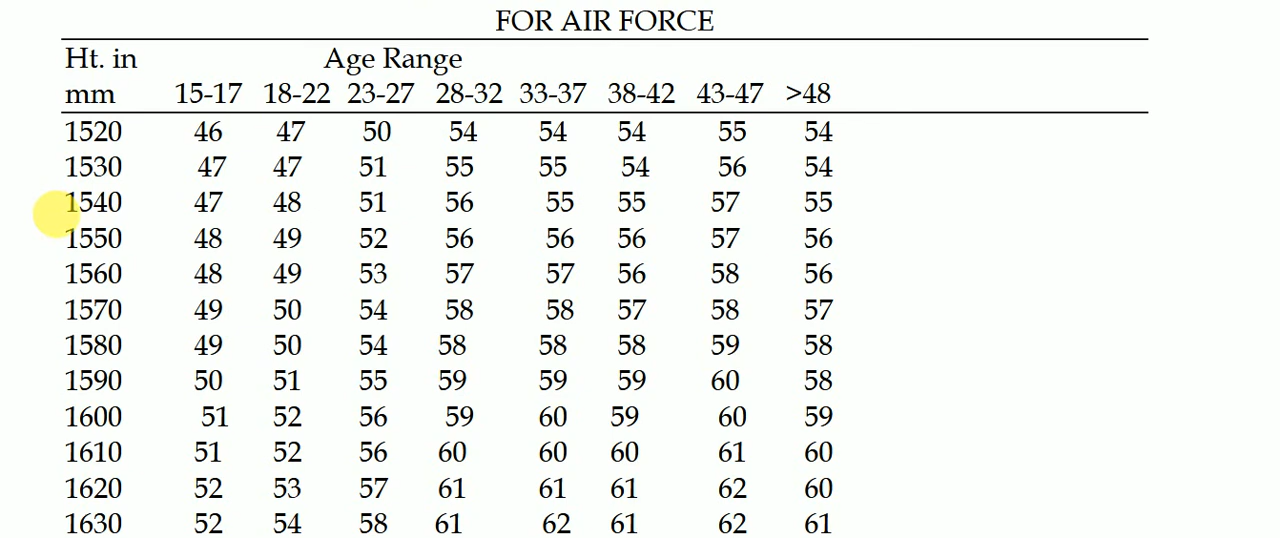 FOR AIR FORCE
Ht. in Age Range
mm 15-17 18-22 23-27 28-32 33-37 38-42 43-47 >48
1520 46 47 50 54 54 54 55 54
1530 47 47 51 55 55 54 56 54
1540 47 48 51 56 55 55 57 55
1550 48 49 52 56 56 56 57 56
1560 48 49 53 57 57 56 58 56
1570 49 50 54 58 58 57 58 57
1580 49 50 54 58 58 58 59 58
1590 50 51 55 59 59 59 60 58
1600 51 52 56 59 60 59 60 59
1610 51 52 56 60 60 60 61 60
1620 52 53 57 61 61 61 62 60
1630 52 54 58 61 62 61 62 61